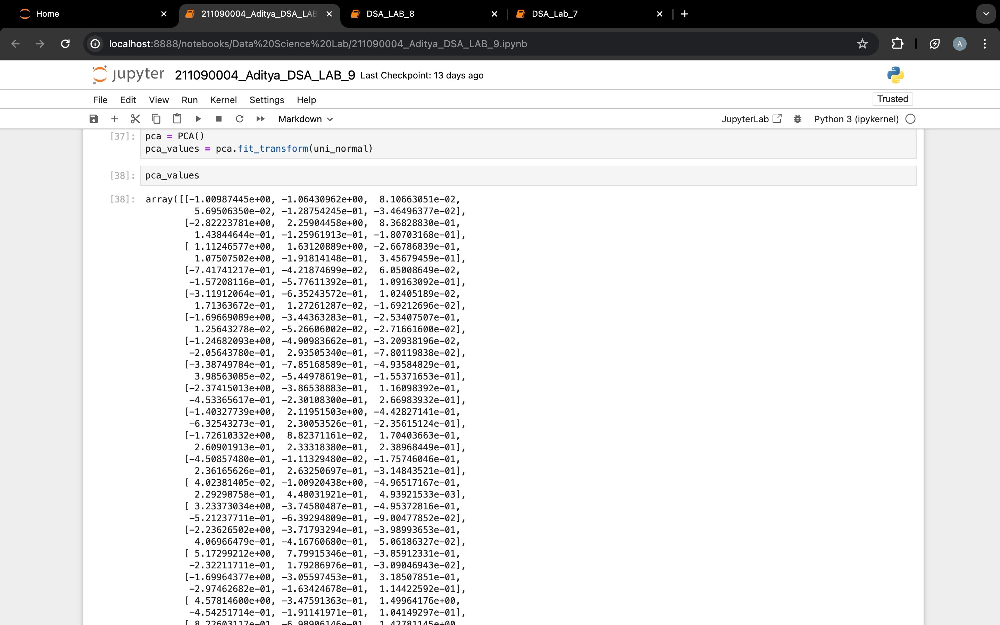 Home
211090004_Aditya_DSA_LAB
DSA_LAB_8
DSA_Lab_7
localhost:8888/notebooks/Data%20Science%20Lab/211090004_Aditya_DSA_LAB_9.ipynb
A
jupyter 211090004_Aditya_DSA_LAB_9 Last Checkpoint: 13 days ago
File Edit View Run Kernel Settings Help
Trusted
Markdown
JupyterLab
Python 3 (ipykernel)
[37]: pca = PCA()
pca_values = pca.fit_transform(uni_normal)
[38]: pca_values
[38]: array([[-1.00987445e+00, -1.06430962e+00, 8.10663051e-02,
5.69506350e-02, -1.28754245e-01, -3.46496377e-02],
[-2.82223781e+00, 2.25904458e+00, 8.36828830e-01,
1.43844644e-01, -1.25961913e-01, -1.80703168e-01],
[ 1.11246577e+00, 1.63120889e+00, -2.66786839e-01,
1.07507502e+00, -1.91814148e-01, 3.45679459e-01],
[-7.41741217e-01, -4.21874699e-02, 6.05008649e-02,
-1.57208116e-01, -5.77611392e-01, 1.09163092e-01],
[-3.11912064e-01, -6.35243572e-01, 1.02405189e-02,
1.71363672e-01, 1.27261287e-02, -1.69212696e-02],
[-1.69669089e+00, -3.44363283e-01, -2.53407507e-01,
1.25643278e-02, -5.26606002e-02, -2.71661600e-02],
[-1.24682093e+00, -4.90983662e-01, -3.20938196e-02,
-2.05643780e-01, 2.93505340e-01, -7.80119838e-02],
[-3.38749784e-01, -7.85168589e-01, -4.93584829e-01,
3.98563085e-02, -5.44978619e-01, -1.55371653e-01],
[-2.37415013e+00, -3.86538883e-01, 1.16098392e-01,
-4.53365617e-01, -2.30108300e-01, 2.66983932e-01],
[-1.40327739e+00, 2.11951503e+00, -4.42827141e-01,
-6.32543273e-01, 2.30053526e-01, -2.35615124e-01],
[-1.72610332e+00, 8.82371161e-02, 1.70403663e-01,
2.60901913e-01, 2.33318380e-01, 2.38968449e-01],
[-4.50857480e-01, -1.11329480e-02, -1.75746046e-01,
2.36165626e-01, 2.63250697e-01, -3.14843521e-01],
[ 4.02381405e-02, -1.00920438e+00, -4.96517167e-01,
2.29298758e-01, 4.48031921e-01, 4.93921533e-03],
[ 3.23373034e+00, -3.74580487e-01, -4.95372816e-01,
-5.21237711e-01, -6.39294809e-01, -9.00477852e-02],
[-2.23626502e+00, -3.71793294e-01, -3.98993653e-01,
4.06966479e-01, -4.16760680e-01, 5.06186327e-02],
[ 5.17299212e+00, 7.79915346e-01, -3.85912331e-01,
-2.32211711e-01, 1.79286976e-01, -3.09046943e-02],
[-1.69964377e+00, -3.05597453e-01, 3.18507851e-01,
-2.97462682e-01, -1.63424678e-01, 1.14422592e-01],
[ 4.57814600e+00, -3.47591363e-01, 1.49964176e+00,
-4.54251714e-01, -1.91141971e-01, 1.04149297e-01],
[ 8.22603117e-01, -6.98906146e-01, 1.42781145e+00,